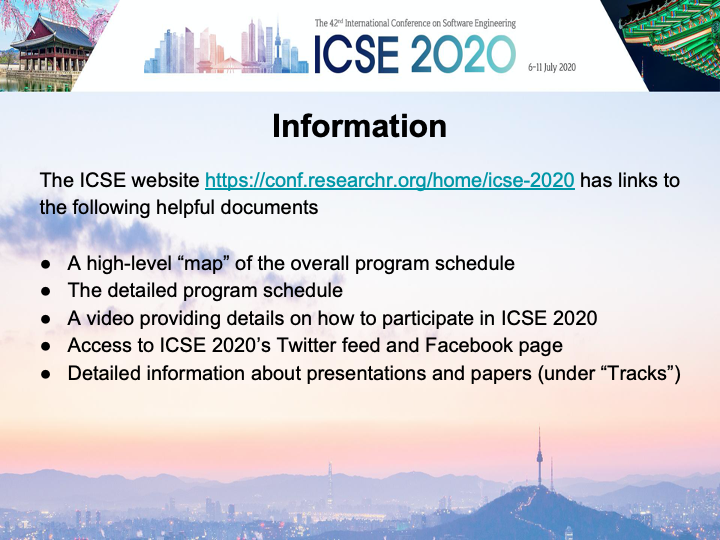 The 42nd International Conference on Software Engineering
ICSE 2020
6-11 July 2020
Information
The ICSE website https://conf.researchr.org/home/icse-2020 has links to
the following helpful documents
● A high-level “map” of the overall program schedule
● The detailed program schedule
● A video providing details on how to participate in ICSE 2020
● Access to ICSE 2020’s Twitter feed and Facebook page
● Detailed information about presentations and papers (under “Tracks”)